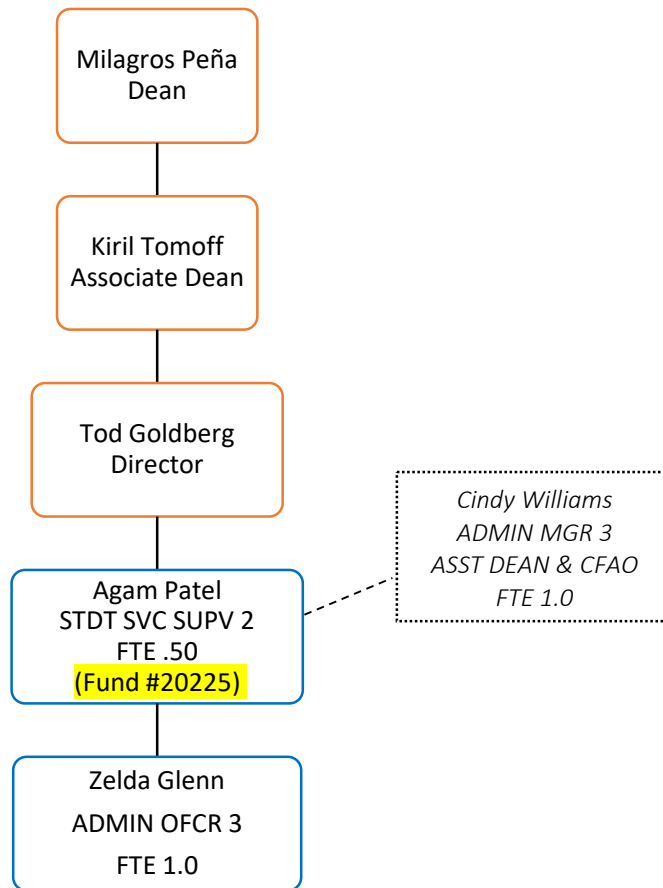 Milagros Peña
Dean
Kiril Tomoff
Associate Dean
Tod Goldberg
Director
Cindy Williams
ADMIN MGR 3
ASST DEAN & CFAO
FTE 1.0
Agam Patel
STDT SVC SUPV 2
FTE .50
(Fund #20225)
Zelda Glenn
ADMIN OFCR 3
FTE 1.0